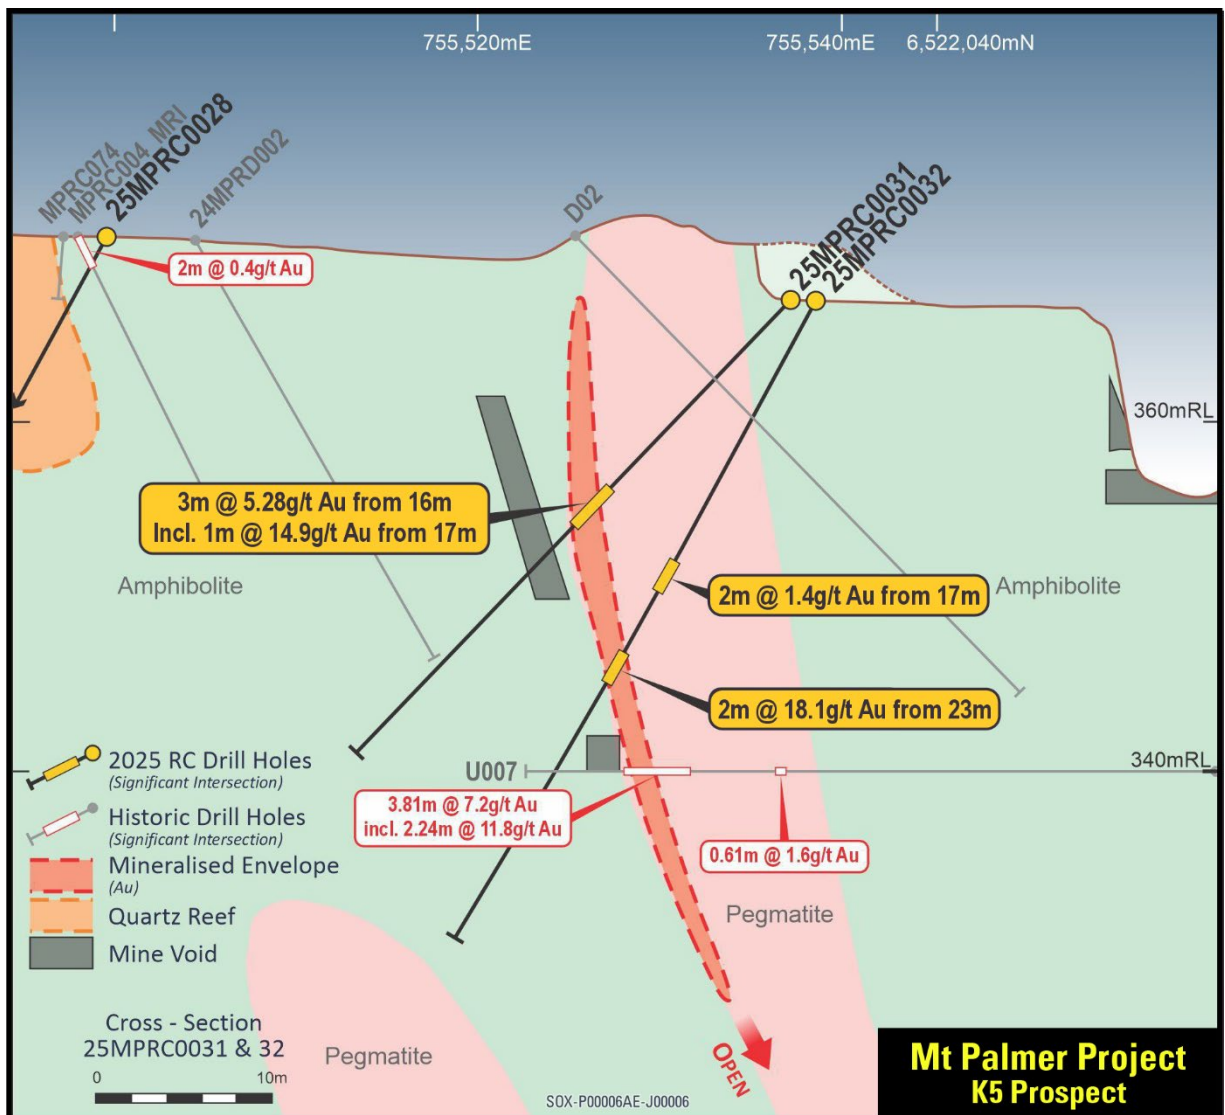 755,520mE
755,540mE
6,522,040mN
MPRC074
MPRC004_MRI
25MPRC0028
24MPRD002
D02
25MPRC0031
25MPRC0032
2m @ 0.4g/t Au
360mRL
3m @ 5.28g/t Au from 16m
Incl. 1m @ 14.9g/t Au from 17m
Amphibolite
2m @ 1.4g/t Au from 17m
Amphibolite
2m @ 18.1g/t Au from 23m
2025 RC Drill Holes
(Significant Intersection)
U007
340mRL
3.81m @ 7.2g/t Au
incl. 2.24m @ 11.8g/t Au
0.61m @ 1.6g/t Au
Historic Drill Holes
(Significant Intersection)
Mineralised Envelope
(Au)
Quartz Reef
Mine Void
Pegmatite
Cross - Section
25MPRC0031 & 32
0 10m
Pegmatite
OPEN
SOX-P00006AE-J00006
Mt Palmer Project
K5 Prospect